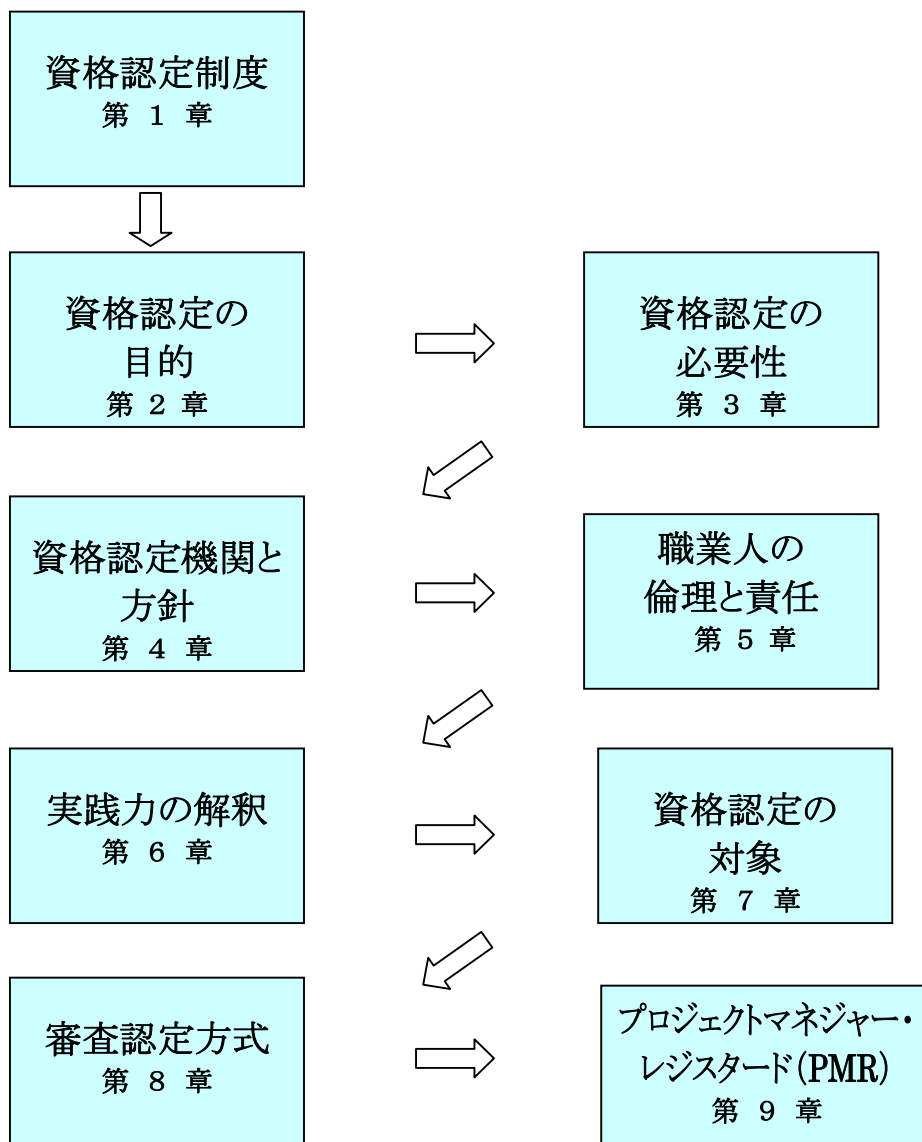 資格認定制度
第 1 章
資格認定の
目的
第 2 章
資格認定の
必要性
第 3 章
資格認定機関と
方針
第 4 章
職業人の
倫理と責任
第 5 章
実践力の解釈
第 6 章
資格認定の
対象
第 7 章
審査認定方式
第 8 章
プロジェクトマネジャー・
レジスタード(PMR)
第 9 章